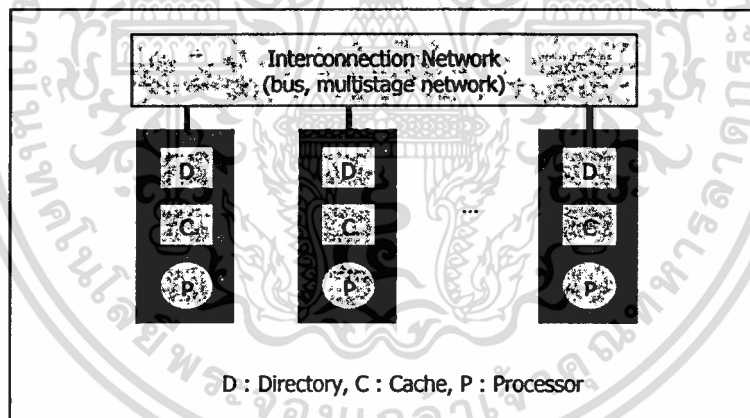 Interconnection Network
(bus, multistage network)
D D D
C C ... C
P P P
D : Directory, C : Cache, P : Processor